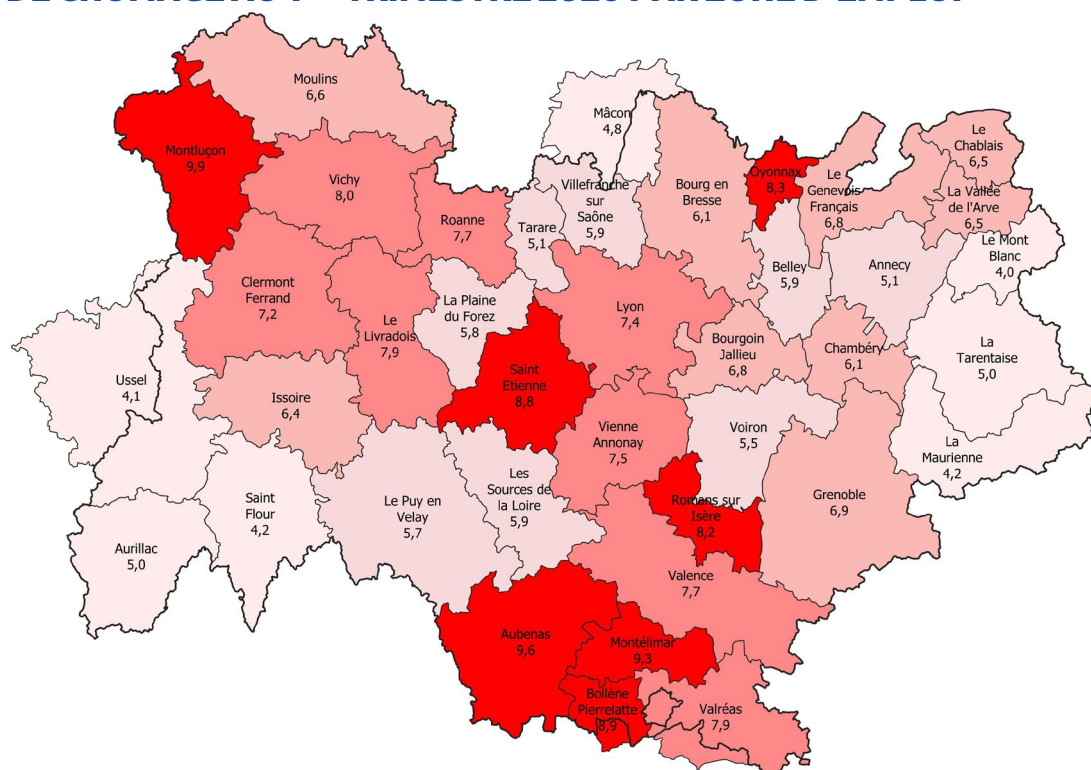 Moulins
6,6
Mâcon
4,8
Montluçon
9,9
Vichy
8,0
Roanne
7,7
Tarare
5,1
Villefranche
sur
Saône
5,9
Bourg en
Bresse
6,1
Oyonnax
8,3
Le
Genevois
Français
6,8
Le
Chablais
6,5
La Vallée
de l'Arve
6,5
Le Mont
Blanc
4,0
Belley
5,9
Annecy
5,1
Clermont
Ferrand
7,2
Le
Livradois
7,9
La Plaine
du Forez
5,8
Lyon
7,4
Bourgoin
Jallieu
6,8
Chambéry
6,1
La
Tarentaise
5,0
Ussel
4,1
Issoire
6,4
Saint
Etienne
8,8
Vienne
Annonay
7,5
Voiron
5,5
La
Maurienne
4,2
Saint
Flour
4,2
Le Puy en
Velay
5,7
Les
Sources de
la Loire
5,9
Romans sur
Isère
8,2
Grenoble
6,9
Aurillac
5,0
Valence
7,7
Aubenas
9,6
Montélimar
9,3
Bollène
Pierrelatte
8,9
Valréas
7,9